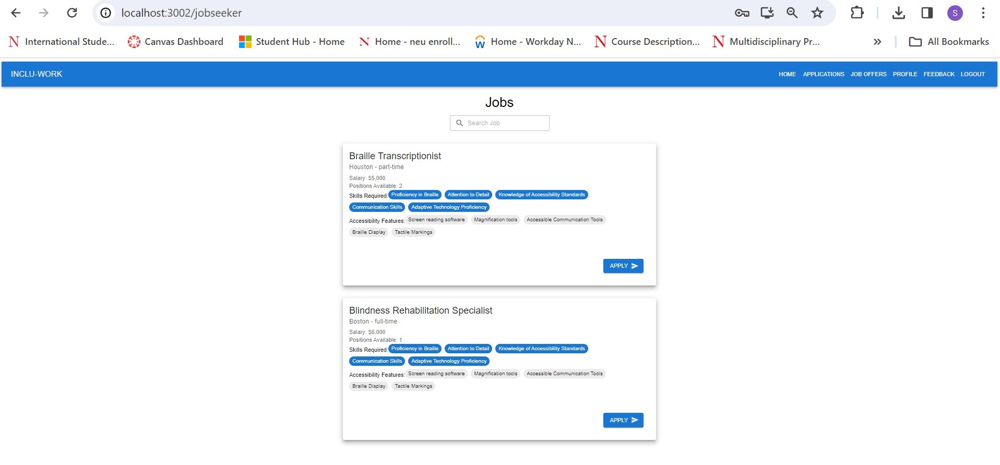 localhost:3002/jobseeker
S
International Stude... Canvas Dashboard Student Hub - Home Home - neu enroll... Home - Workday N... Course Description... Multidisciplinary Pr... » All Bookmarks
INCLU-WORK HOME APPLICATIONS JOB OFFERS PROFILE FEEDBACK LOGOUT
Jobs
Search Job
Braille Transcriptionist
Houston - part-time
Salary: $5,000
Positions Available: 2
Skills Required: Proficiency in Braille Attention to Detail Knowledge of Accessibility Standards
Communication Skills Adaptive Technology Proficiency
Accessibility Features: Screen reading software Magnification tools Accessible Communication Tools
Braille Display Tactile Markings
APPLY
Blindness Rehabilitation Specialist
Boston - full-time
Salary: $6,000
Positions Available: 1
Skills Required: Proficiency in Braille Attention to Detail Knowledge of Accessibility Standards
Communication Skills Adaptive Technology Proficiency
Accessibility Features: Screen reading software Magnification tools Accessible Communication Tools
Braille Display Tactile Markings
APPLY